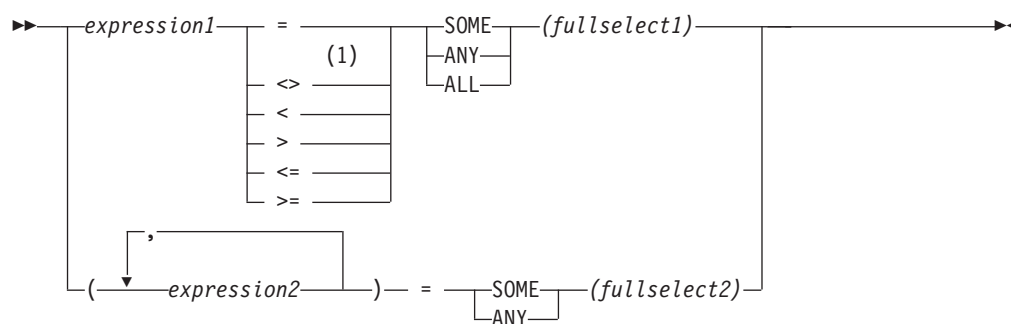 expression1 = SOME (fullselect1)
(1) ANY
<> ALL
<
>
<=
>=
,
( expression2 ) = SOME (fullselect2)
ANY